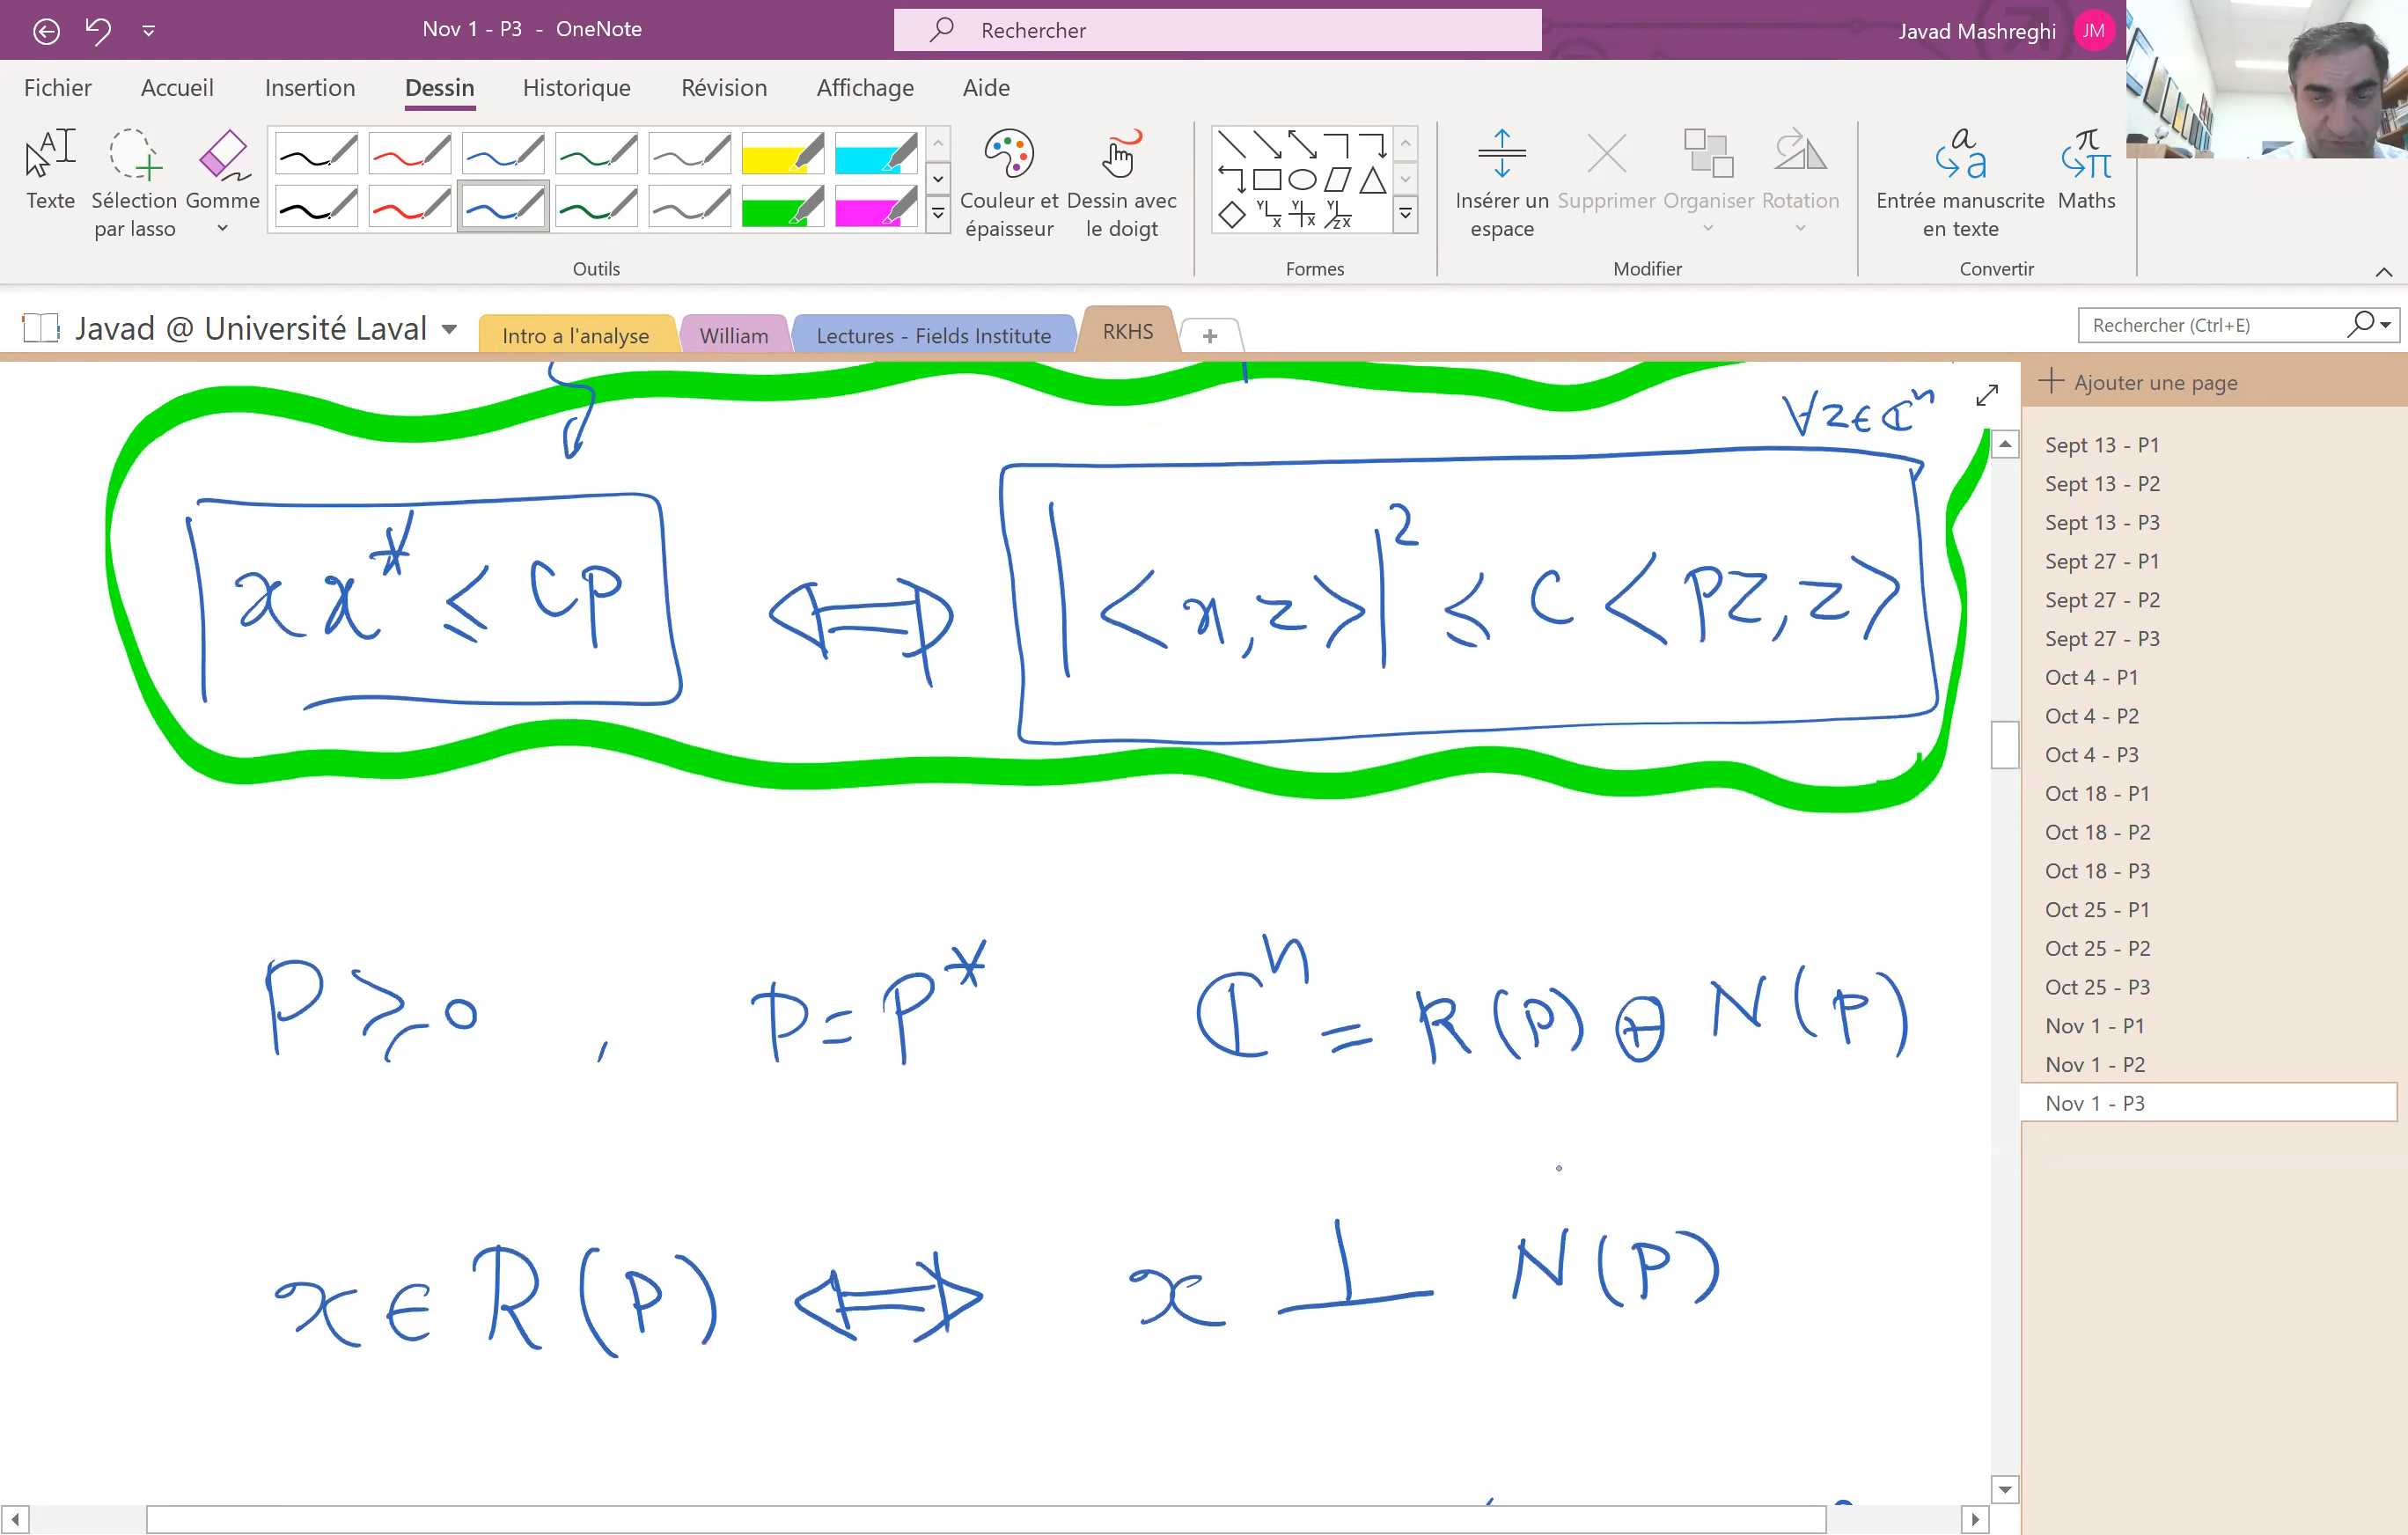 Nov 1 - P3 - OneNote
Rechercher
Javad Mashreghi
JM
Fichier Accueil Insertion Dessin Historique Révision Affichage Aide
Texte
Sélection par lasso
Gomme
Couleur et épaisseur
Dessin avec le doigt
Insérer un espace
Supprimer
Organiser
Rotation
Entrée manuscrite en texte
Maths
Outils
Formes
Modifier
Convertir
Javad @ Université Laval
Intro a l'analyse
William
Lectures - Fields Institute
RKHS
Rechercher (Ctrl+E)
∀z∈ℂⁿ
xx* ≤ CP ⟺ |<x,z>|² ≤ C<Pz,z>
P ≥ 0 , P = P* ℂⁿ = R(P) ⊕ N(P)
x ∈ R(P) ⟺ x ⊥ N(P)
Ajouter une page
Sept 13 - P1
Sept 13 - P2
Sept 13 - P3
Sept 27 - P1
Sept 27 - P2
Sept 27 - P3
Oct 4 - P1
Oct 4 - P2
Oct 4 - P3
Oct 18 - P1
Oct 18 - P2
Oct 18 - P3
Oct 25 - P1
Oct 25 - P2
Oct 25 - P3
Nov 1 - P1
Nov 1 - P2
Nov 1 - P3